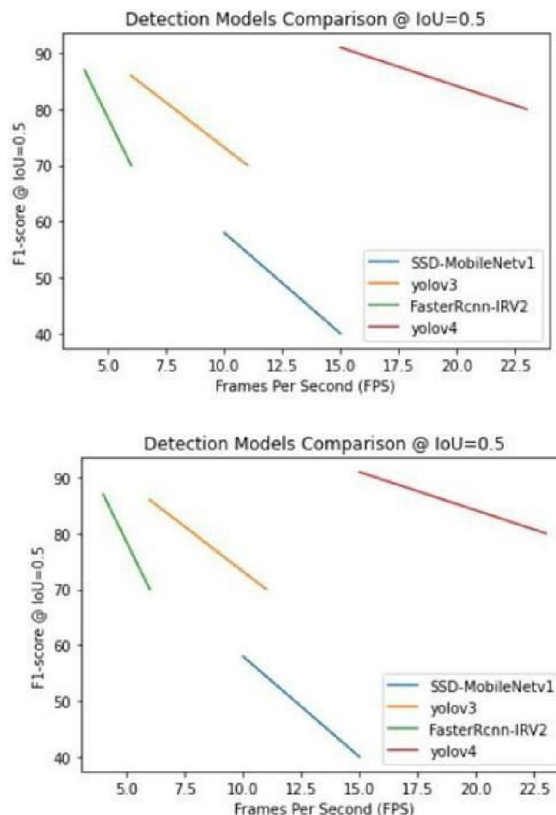 Detection Models Comparison @ IoU=0.5
F1-score @ IoU=0.5
90
80
70
60
50
40
SSD-MobileNetv1
yolov3
FasterRcnn-IRV2
yolov4
5.0 7.5 10.0 12.5 15.0 17.5 20.0 22.5
Frames Per Second (FPS)
Detection Models Comparison @ IoU=0.5
F1-score @ IoU=0.5
90
80
70
60
50
40
SSD-MobileNetv1
yolov3
FasterRcnn-IRV2
yolov4
5.0 7.5 10.0 12.5 15.0 17.5 20.0 22.5
Frames Per Second (FPS)